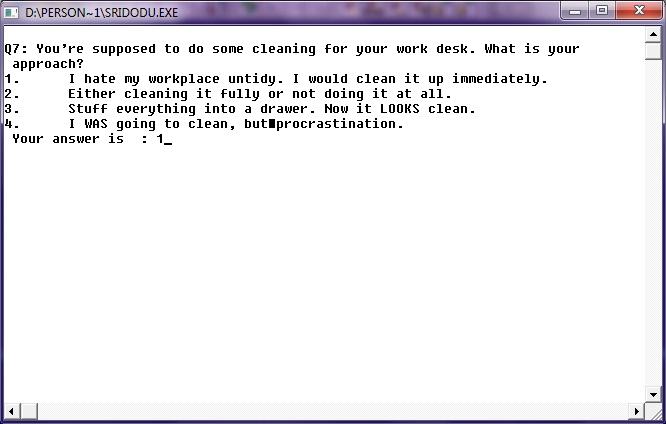 D:\PERSON~1\SRIDODU.EXE
Q7: You're supposed to do some cleaning for your work desk. What is your
approach?
1. I hate my workplace untidy. I would clean it up immediately.
2. Either cleaning it fully or not doing it at all.
3. Stuff everything into a drawer. Now it LOOKS clean.
4. I WAS going to clean, but■procrastination.
Your answer is : 1_